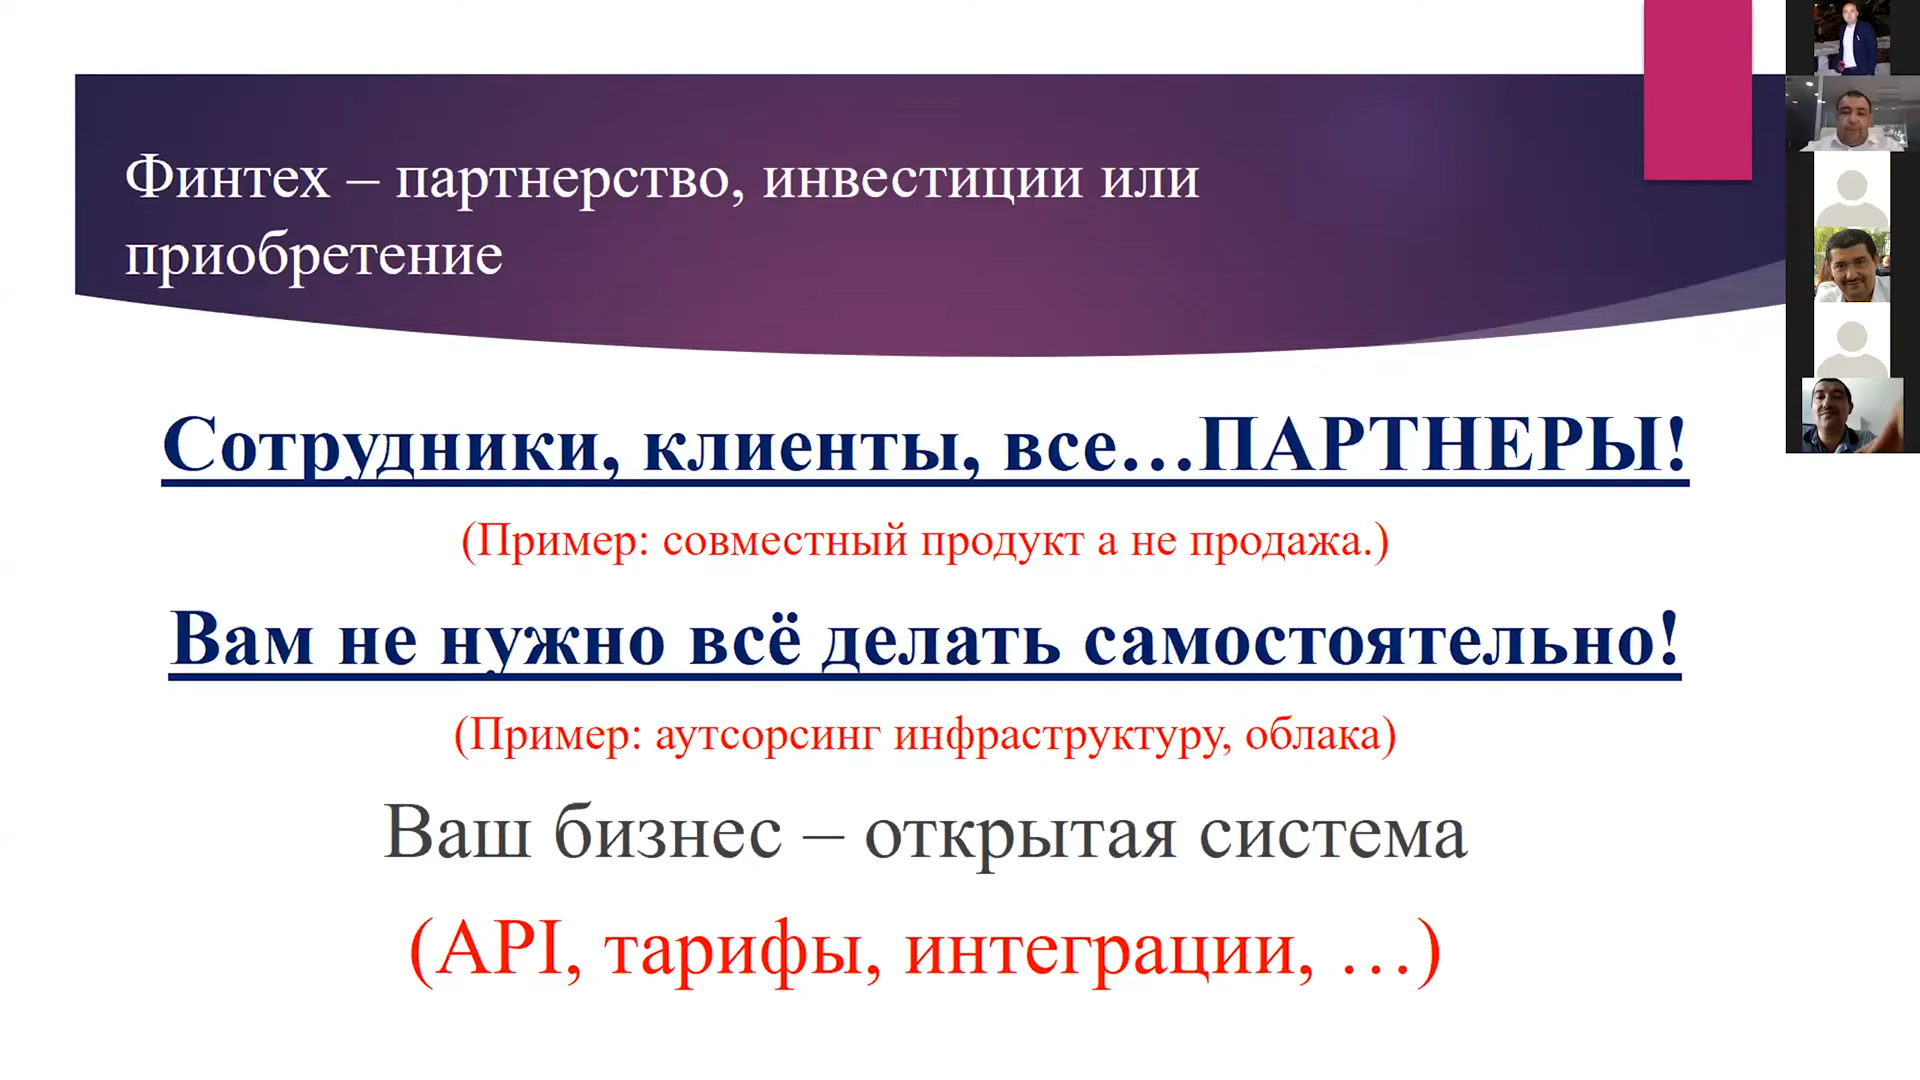 Финтех – партнерство, инвестиции или
приобретение
Сотрудники, клиенты, все…ПАРТНЕРЫ!
(Пример: совместный продукт а не продажа.)
Вам не нужно всё делать самостоятельно!
(Пример: аутсорсинг инфраструктуру, облака)
Ваш бизнес – открытая система
(API, тарифы, интеграции, …)